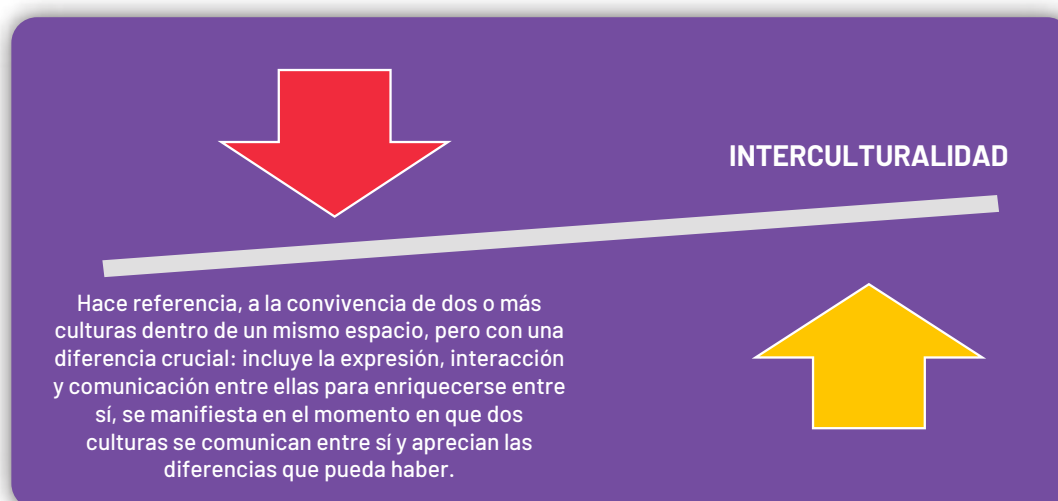 INTERCULTURALIDAD
Hace referencia, a la convivencia de dos o más
culturas dentro de un mismo espacio, pero con una
diferencia crucial: incluye la expresión, interacción
y comunicación entre ellas para enriquecerse entre
sí, se manifiesta en el momento en que dos
culturas se comunican entre sí y aprecian las
diferencias que pueda haber.